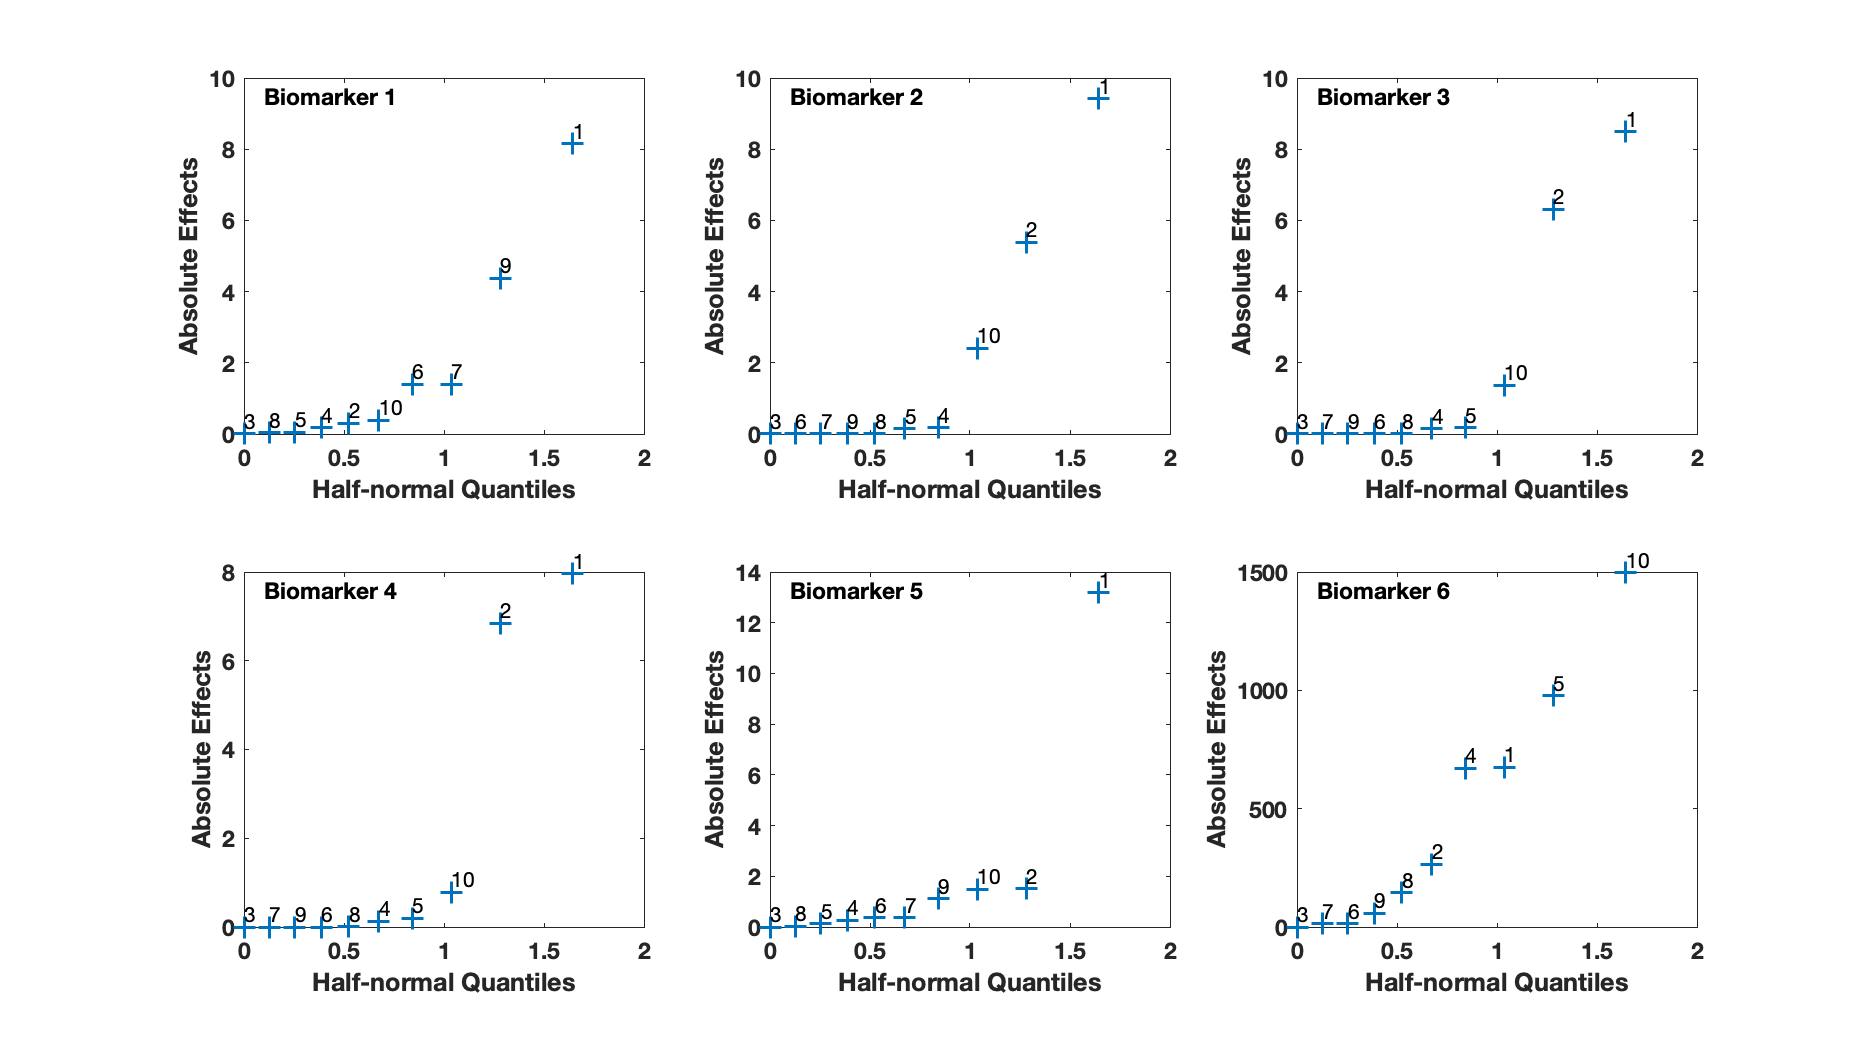 Biomarker 1
Absolute Effects
10
8
6
4
2
0
3 8 5 4 2 10 6 7 9 1
0 0.5 1 1.5 2
Half-normal Quantiles
Biomarker 2
Absolute Effects
10
8
6
4
2
0
3 6 7 9 8 5 4 10 2 1
0 0.5 1 1.5 2
Half-normal Quantiles
Biomarker 3
Absolute Effects
10
8
6
4
2
0
3 7 9 6 8 4 5 10 2 1
0 0.5 1 1.5 2
Half-normal Quantiles
Biomarker 4
Absolute Effects
8
6
4
2
0
3 7 9 6 8 4 5 10 2 1
0 0.5 1 1.5 2
Half-normal Quantiles
Biomarker 5
Absolute Effects
14
12
10
8
6
4
2
0
3 8 5 4 6 7 9 10 2 1
0 0.5 1 1.5 2
Half-normal Quantiles
Biomarker 6
Absolute Effects
1500
1000
500
0
3 7 6 9 8 2 4 1 5 10
0 0.5 1 1.5 2
Half-normal Quantiles